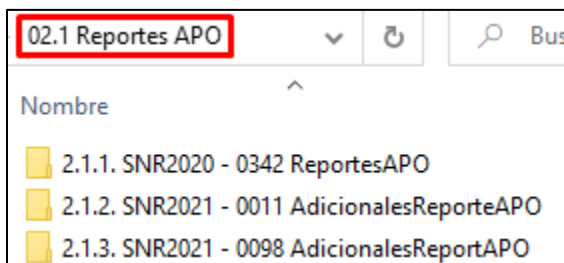 02.1 Reportes APO
Bus
Nombre
2.1.1. SNR2020 - 0342 ReportesAPO
2.1.2. SNR2021 - 0011 AdicionalesReporteAPO
2.1.3. SNR2021 - 0098 AdicionalesReportAPO